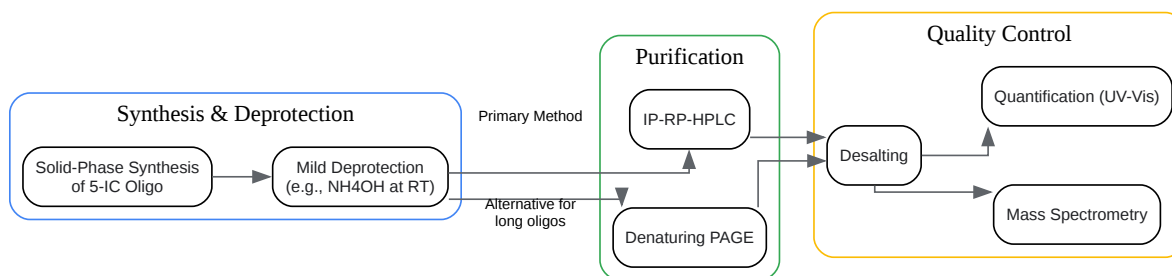 Synthesis & Deprotection
Solid-Phase Synthesis
of 5-IC Oligo
Mild Deprotection
(e.g., NH4OH at RT)
Primary Method
Alternative for
long oligos
Purification
IP-RP-HPLC
Denaturing PAGE
Quality Control
Desalting
Quantification (UV-Vis)
Mass Spectrometry